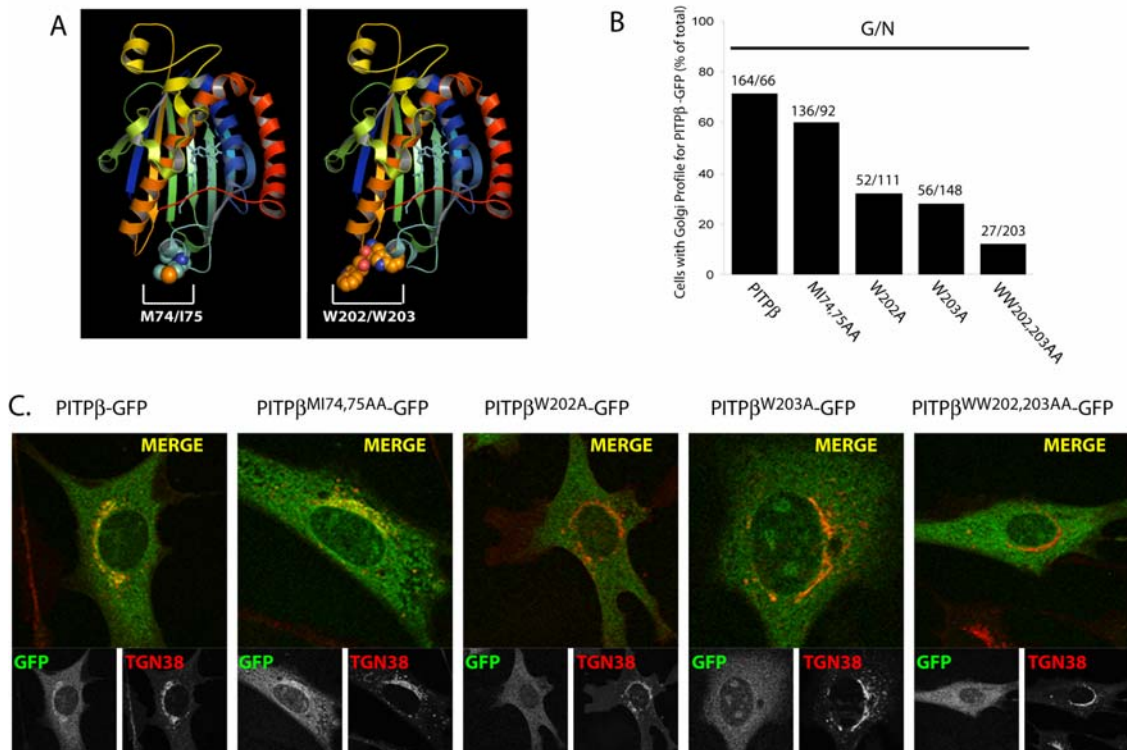 A
M74/I75
W202/W203
B
G/N
Cells with Golgi Profile for PITPβ-GFP (% of total)
100
80
60
40
20
0
164/66
136/92
52/111
56/148
27/203
PITPβ
MI74,75AA
W202A
W203A
WW202,203AA
C.
PITPβ-GFP
PITPβMI74,75AA-GFP
PITPβW202A-GFP
PITPβW203A-GFP
PITPβWW202,203AA-GFP
MERGE
MERGE
MERGE
MERGE
MERGE
GFP
TGN38
GFP
TGN38
GFP
TGN38
GFP
TGN38
GFP
TGN38